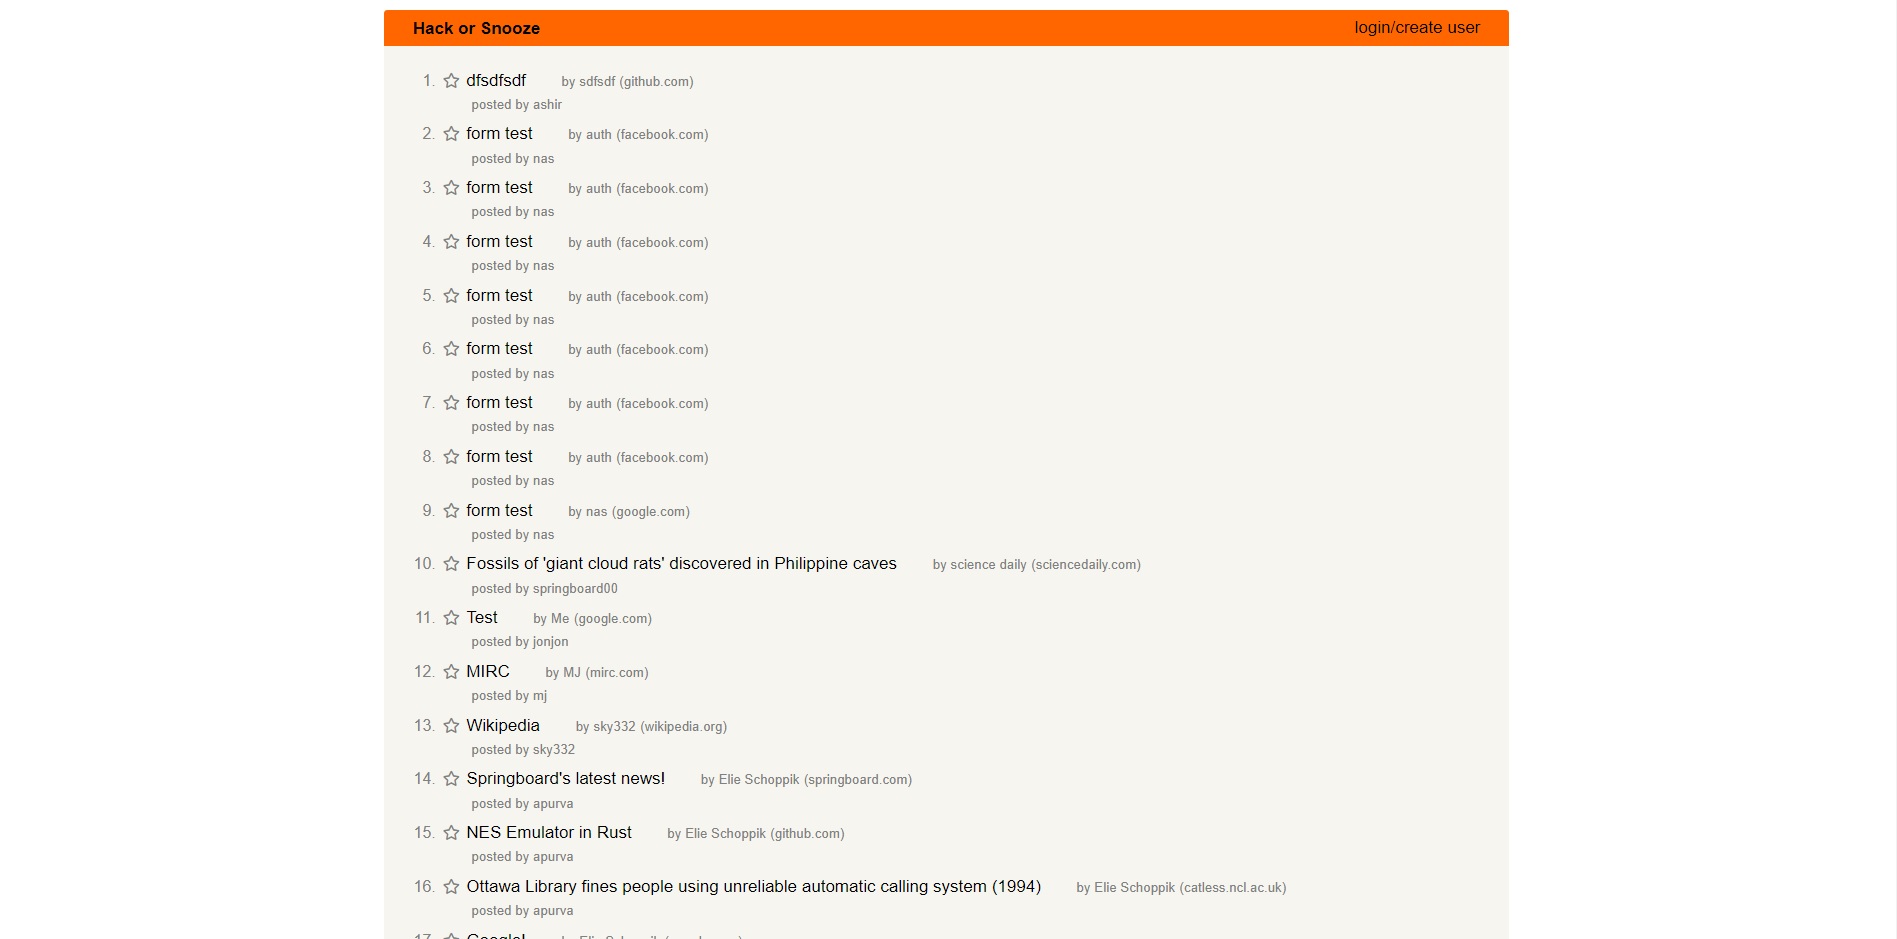 Hack or Snooze login/create user
1. dfsdfsdf by sdfsdf (github.com)
posted by ashir
2. form test by auth (facebook.com)
posted by nas
3. form test by auth (facebook.com)
posted by nas
4. form test by auth (facebook.com)
posted by nas
5. form test by auth (facebook.com)
posted by nas
6. form test by auth (facebook.com)
posted by nas
7. form test by auth (facebook.com)
posted by nas
8. form test by auth (facebook.com)
posted by nas
9. form test by nas (google.com)
posted by nas
10. Fossils of 'giant cloud rats' discovered in Philippine caves by science daily (sciencedaily.com)
posted by springboard00
11. Test by Me (google.com)
posted by jonjon
12. MIRC by MJ (mirc.com)
posted by mj
13. Wikipedia by sky332 (wikipedia.org)
posted by sky332
14. Springboard's latest news! by Elie Schoppik (springboard.com)
posted by apurva
15. NES Emulator in Rust by Elie Schoppik (github.com)
posted by apurva
16. Ottawa Library fines people using unreliable automatic calling system (1994) by Elie Schoppik (catless.ncl.ac.uk)
posted by apurva
17. Google! by Elie Schoppik